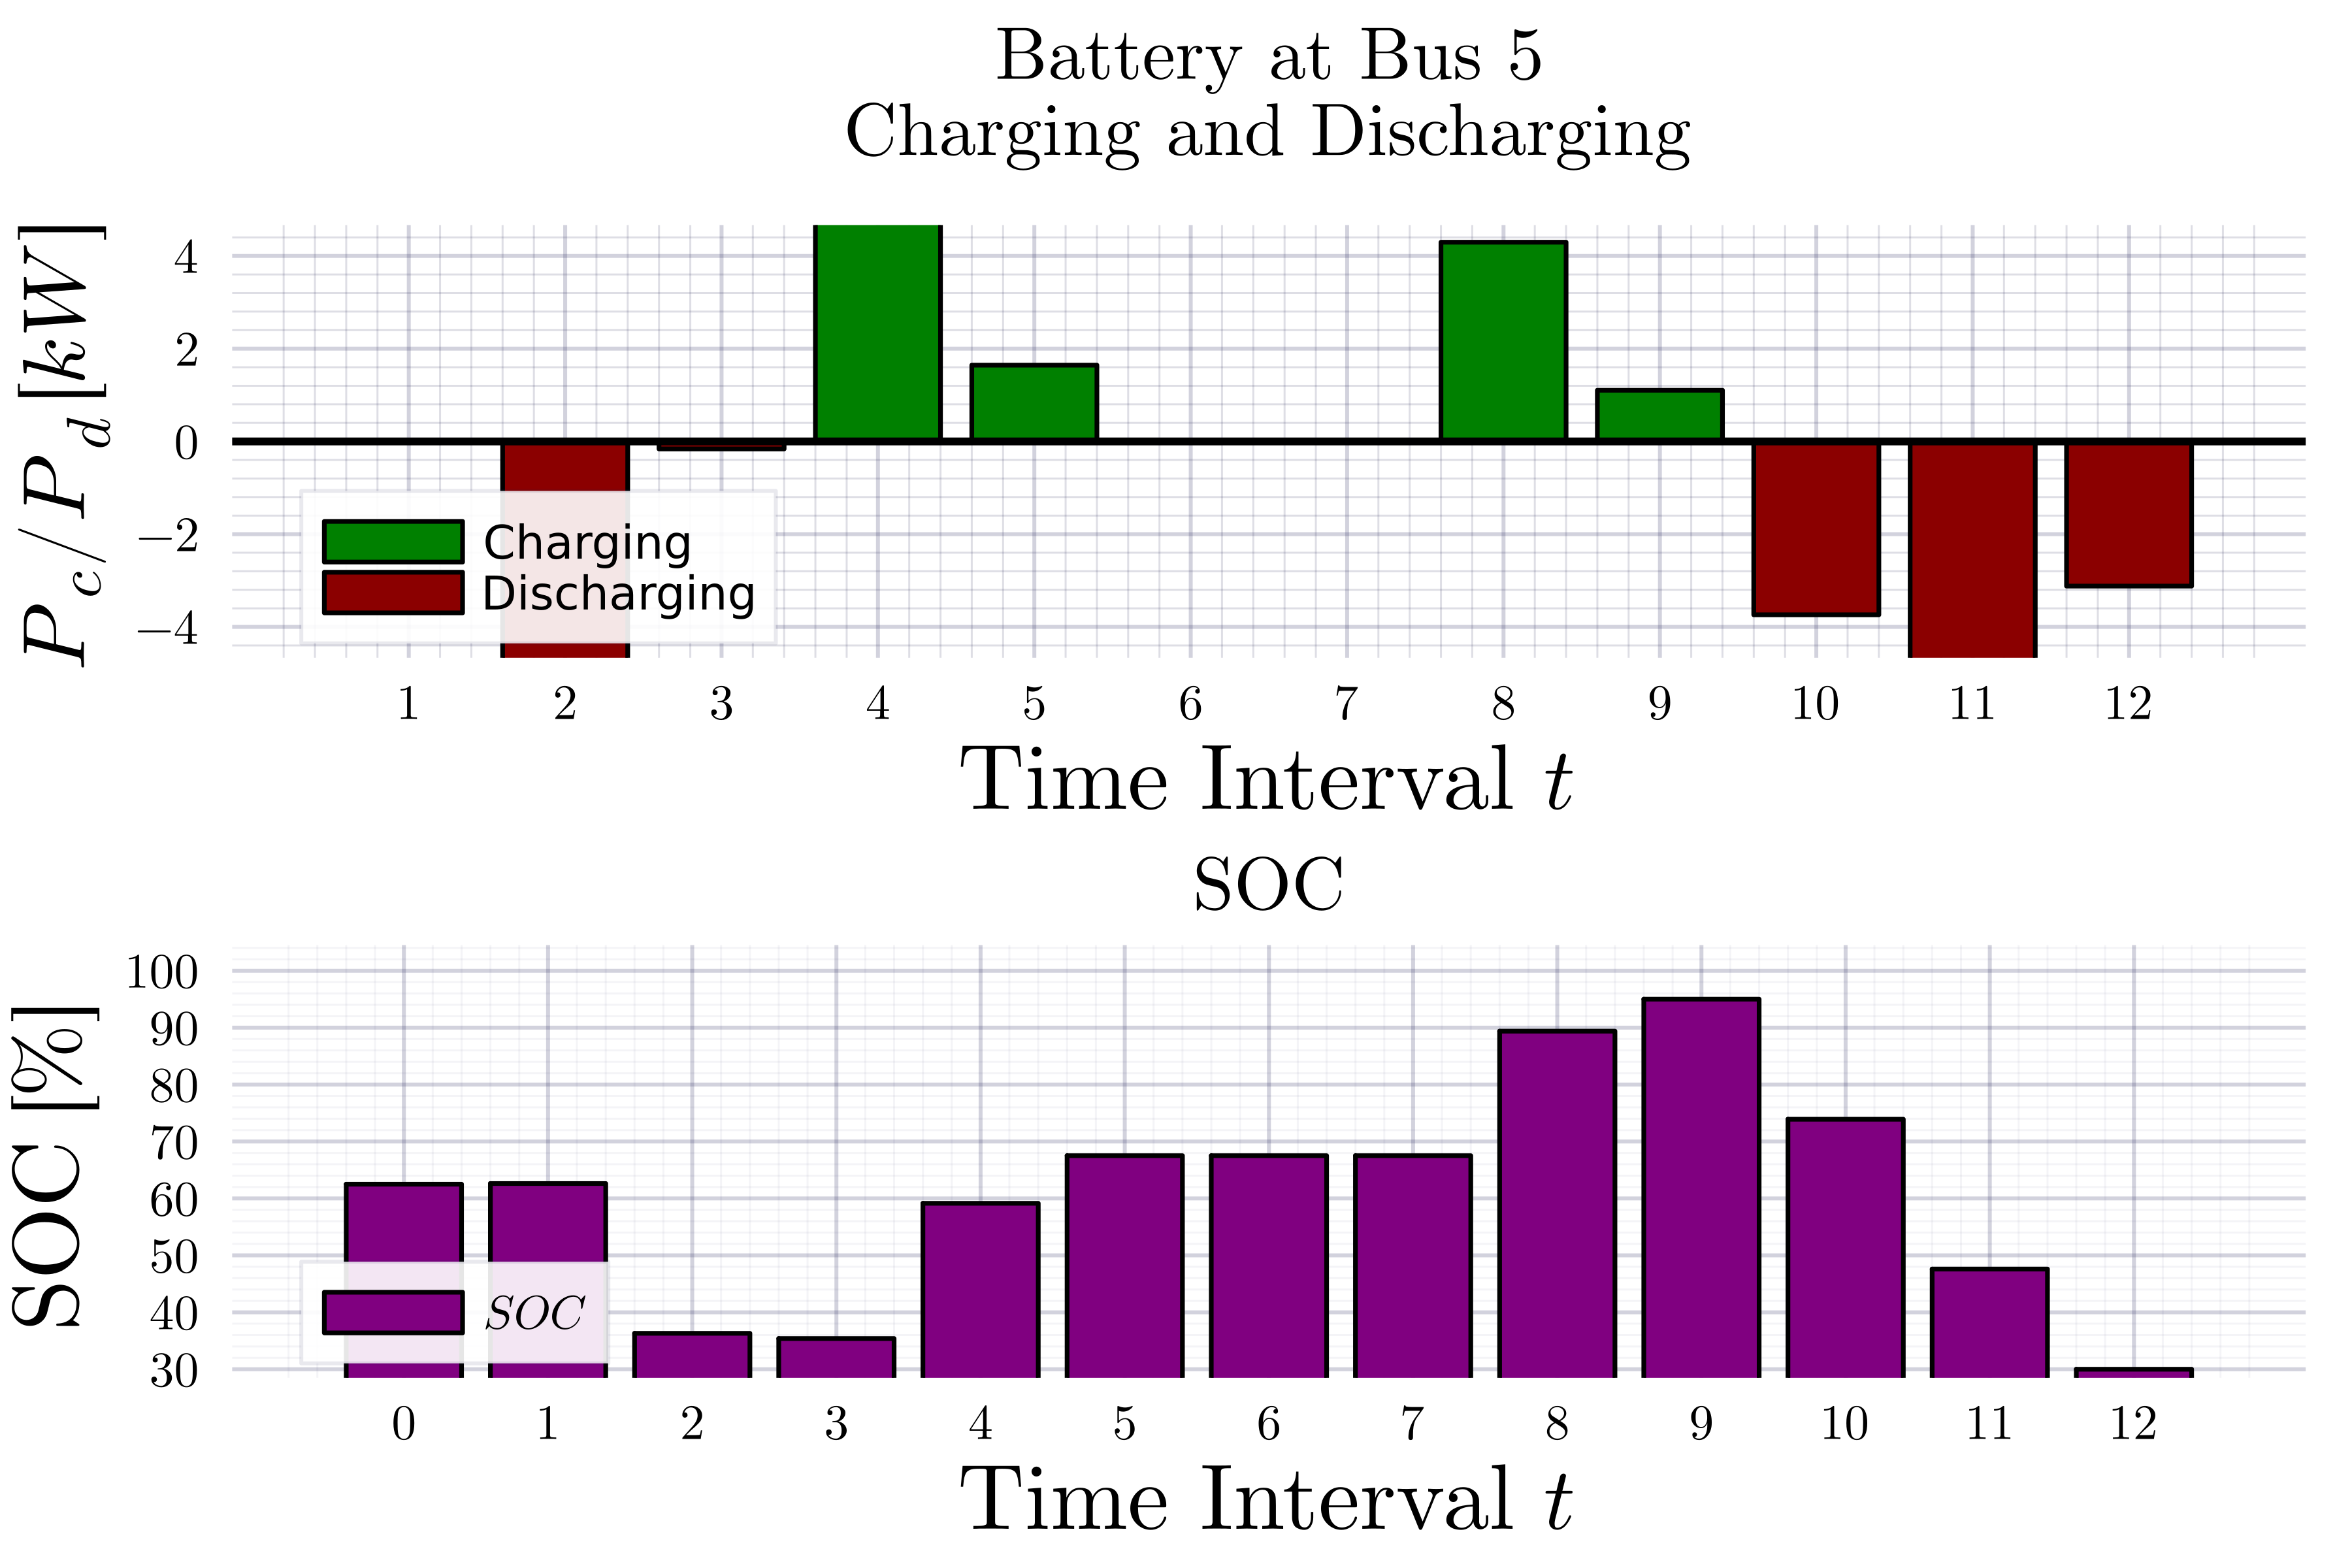 Battery at Bus 5
Charging and Discharging
P_c/P_d [kW]
4
2
0
−2
−4
Charging
Discharging
1 2 3 4 5 6 7 8 9 10 11 12
Time Interval t
SOC
SOC [%]
100
90
80
70
60
50
40
30
SOC
0 1 2 3 4 5 6 7 8 9 10 11 12
Time Interval t